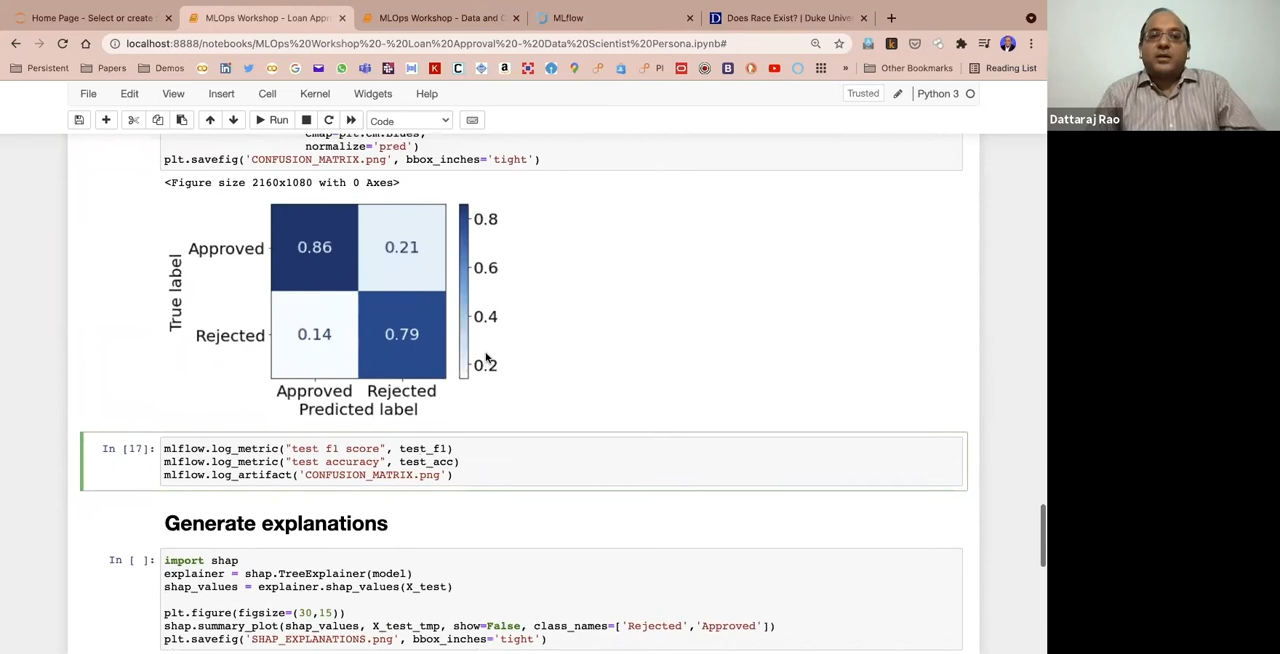 Home Page - Select or create
MLOps Workshop - Loan Appr
MLOps Workshop - Data and C
MLflow
Does Race Exist? | Duke Unive
localhost:8888/notebooks/MLOps%20Workshop%20-%20Loan%20Approval%20-%20Data%20Scientist%20Persona.ipynb#
Persistent
Papers
Demos
PI
»
Other Bookmarks
Reading List
File Edit View Insert Cell Kernel Widgets Help
Trusted
Python 3
Run
Code
cmap=plt.cm.Blues,
normalize='pred')
plt.savefig('CONFUSION_MATRIX.png', bbox_inches='tight')
<Figure size 2160x1080 with 0 Axes>
True label
Approved
Rejected
0.86 0.21
0.14 0.79
0.8
0.6
0.4
0.2
Approved Rejected
Predicted label
In [17]:
mlflow.log_metric("test f1 score", test_f1)
mlflow.log_metric("test accuracy", test_acc)
mlflow.log_artifact('CONFUSION_MATRIX.png')
Generate explanations
In [ ]:
import shap
explainer = shap.TreeExplainer(model)
shap_values = explainer.shap_values(X_test)
plt.figure(figsize=(30,15))
shap.summary_plot(shap_values, X_test_tmp, show=False, class_names=['Rejected','Approved'])
plt.savefig('SHAP_EXPLANATIONS.png', bbox_inches='tight')
Dattaraj Rao